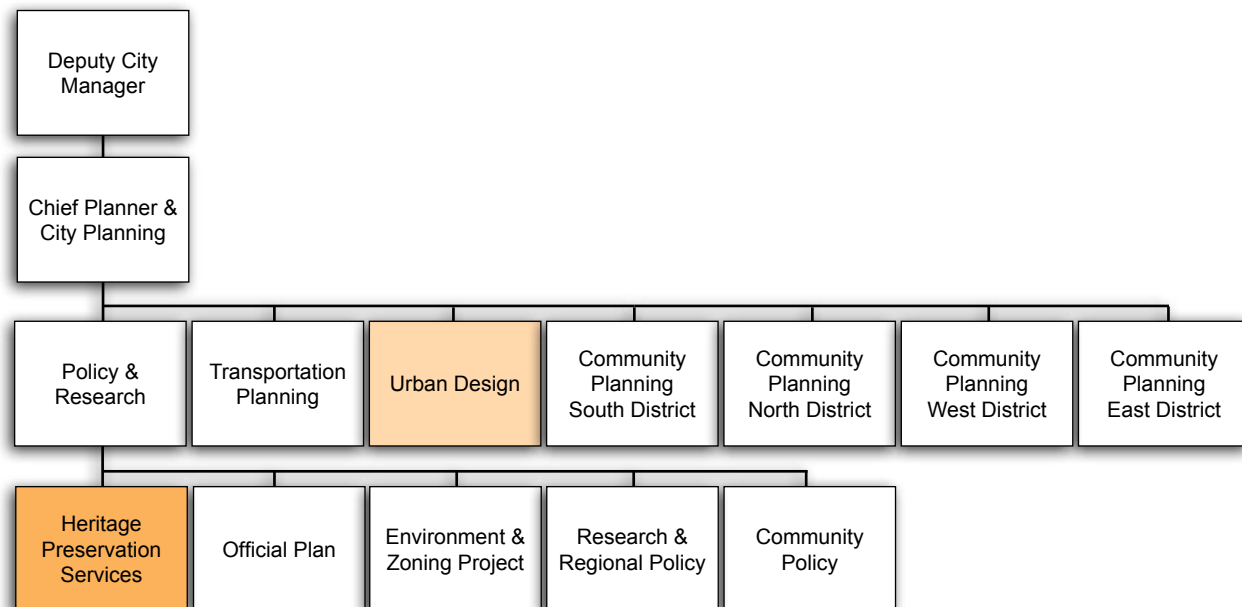 Deputy City
Manager
Chief Planner &
City Planning
Policy &
Research
Transportation
Planning
Urban Design
Community
Planning
South District
Community
Planning
North District
Community
Planning
West District
Community
Planning
East District
Heritage
Preservation
Services
Official Plan
Environment &
Zoning Project
Research &
Regional Policy
Community
Policy